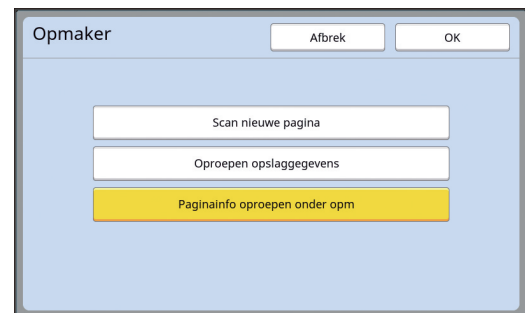 Opmaker
Afbrek
OK
Scan nieuwe pagina
Oproepen opslaggegevens
Paginainfo oproepen onder opm